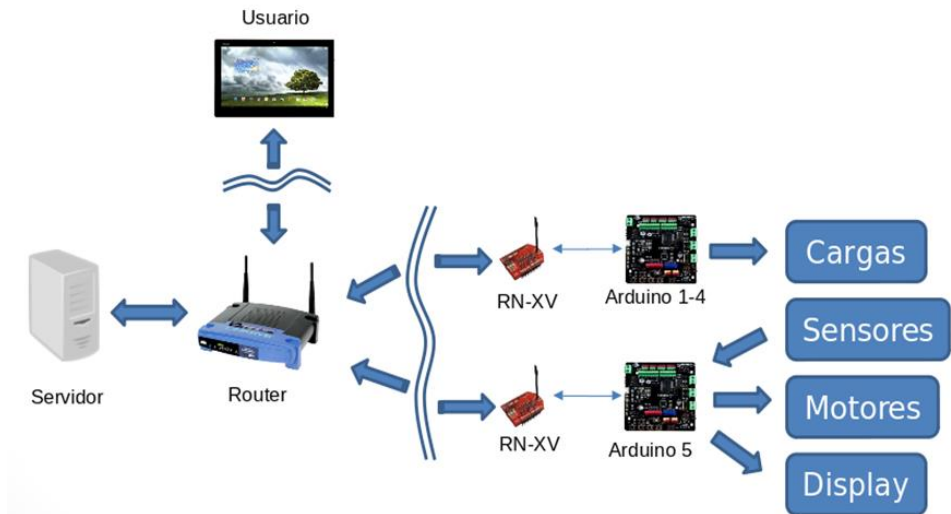 Usuario
Cargas
RN-XV
Arduino 1-4
Sensores
Servidor
Router
Motores
RN-XV
Arduino 5
Display